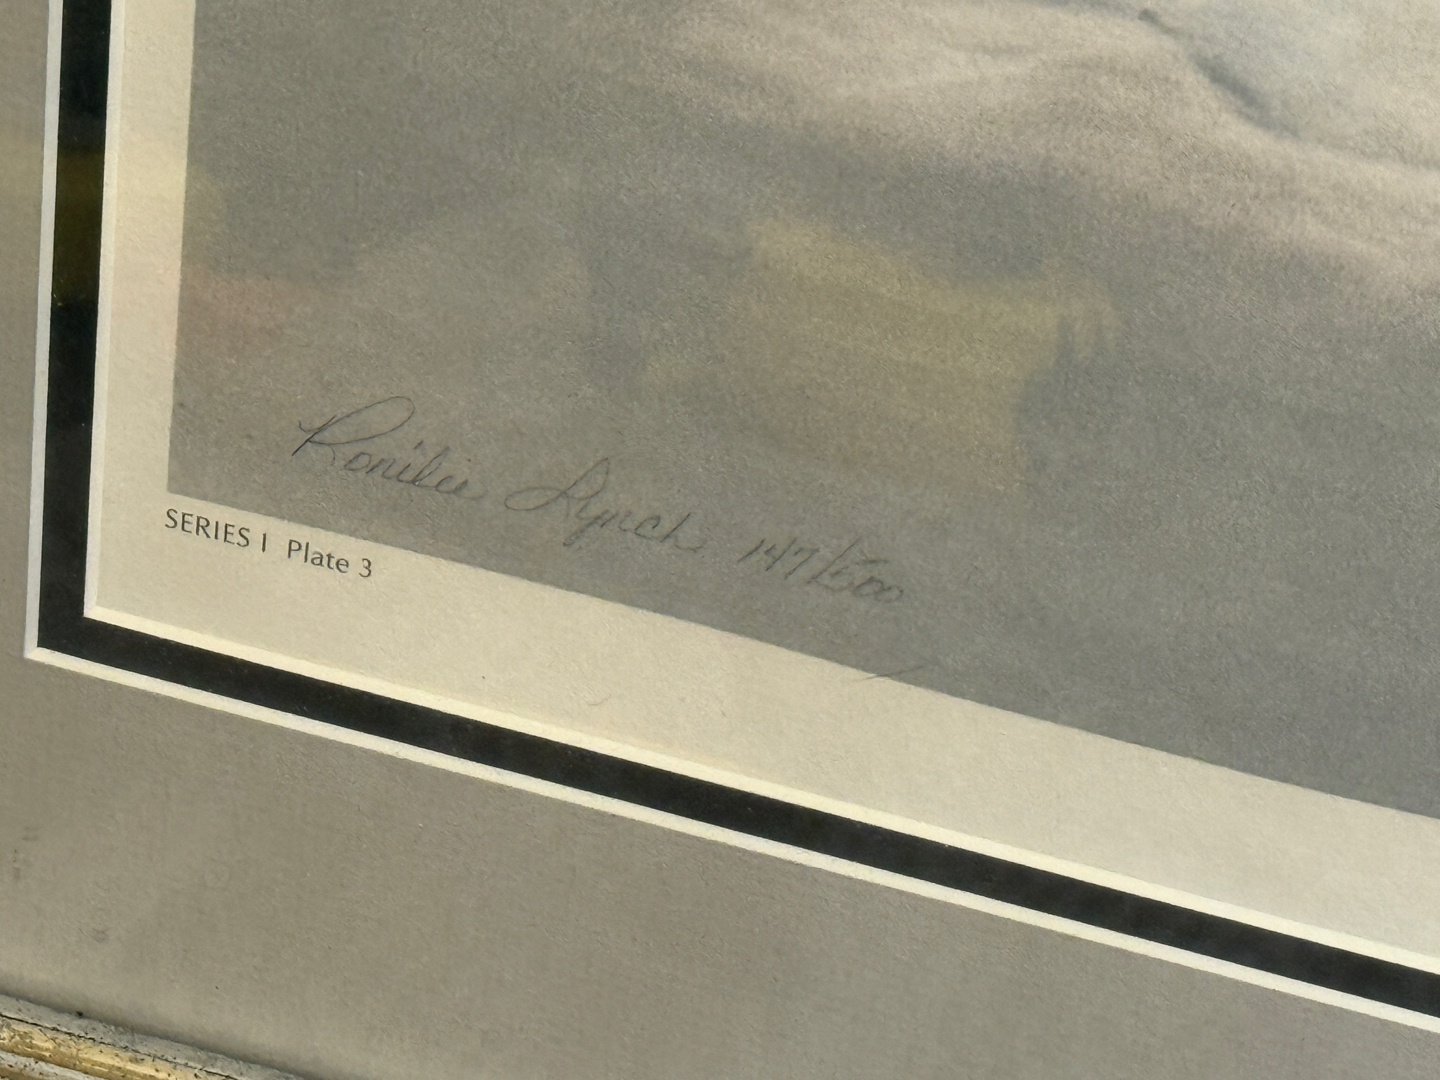 Ronilee Lynch 147/500
SERIES I Plate 3